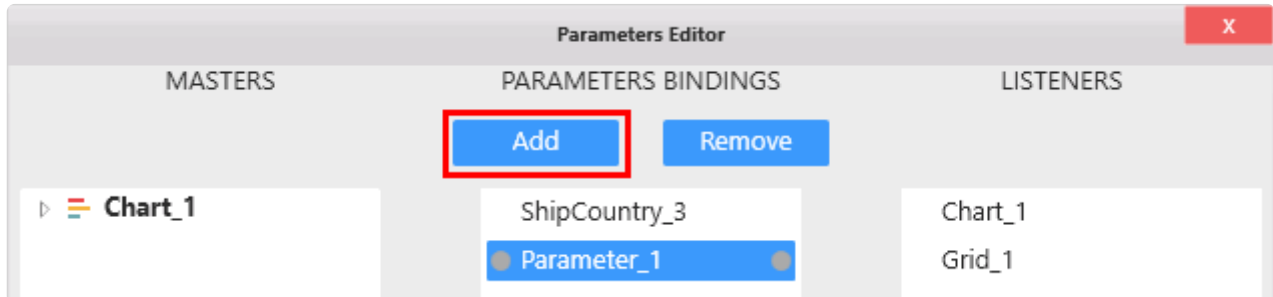 Parameters Editor
x
MASTERS PARAMETERS BINDINGS LISTENERS
Add Remove
Chart_1 ShipCountry_3 Chart_1
Parameter_1 Grid_1